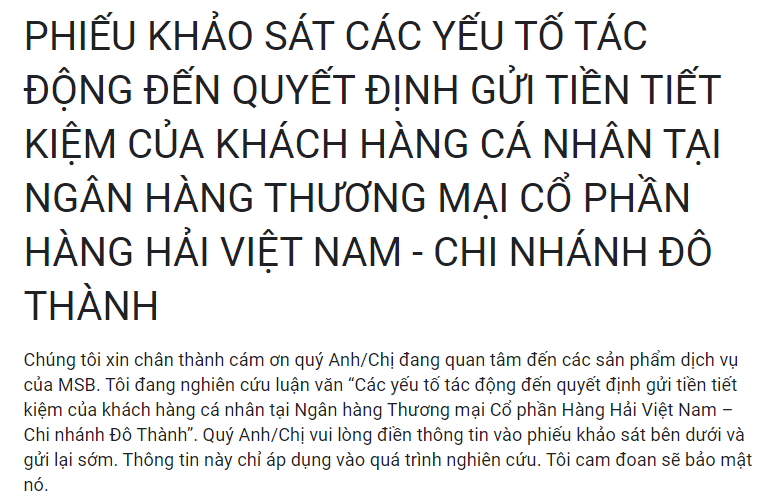 PHIẾU KHẢO SÁT CÁC YẾU TỐ TÁC
ĐỘNG ĐẾN QUYẾT ĐỊNH GỬI TIỀN TIẾT
KIỆM CỦA KHÁCH HÀNG CÁ NHÂN TẠI
NGÂN HÀNG THƯƠNG MẠI CỔ PHẦN
HÀNG HẢI VIỆT NAM - CHI NHÁNH ĐÔ
THÀNH
Chúng tôi xin chân thành cám ơn quý Anh/Chị đang quan tâm đến các sản phẩm dịch vụ
của MSB. Tôi đang nghiên cứu luận văn “Các yếu tố tác động đến quyết định gửi tiền tiết
kiệm của khách hàng cá nhân tại Ngân hàng Thương mại Cổ phần Hàng Hải Việt Nam –
Chi nhánh Đô Thành”. Quý Anh/Chị vui lòng điền thông tin vào phiếu khảo sát bên dưới và
gửi lại sớm. Thông tin này chỉ áp dụng vào quá trình nghiên cứu. Tôi cam đoan sẽ bảo mật
nó.